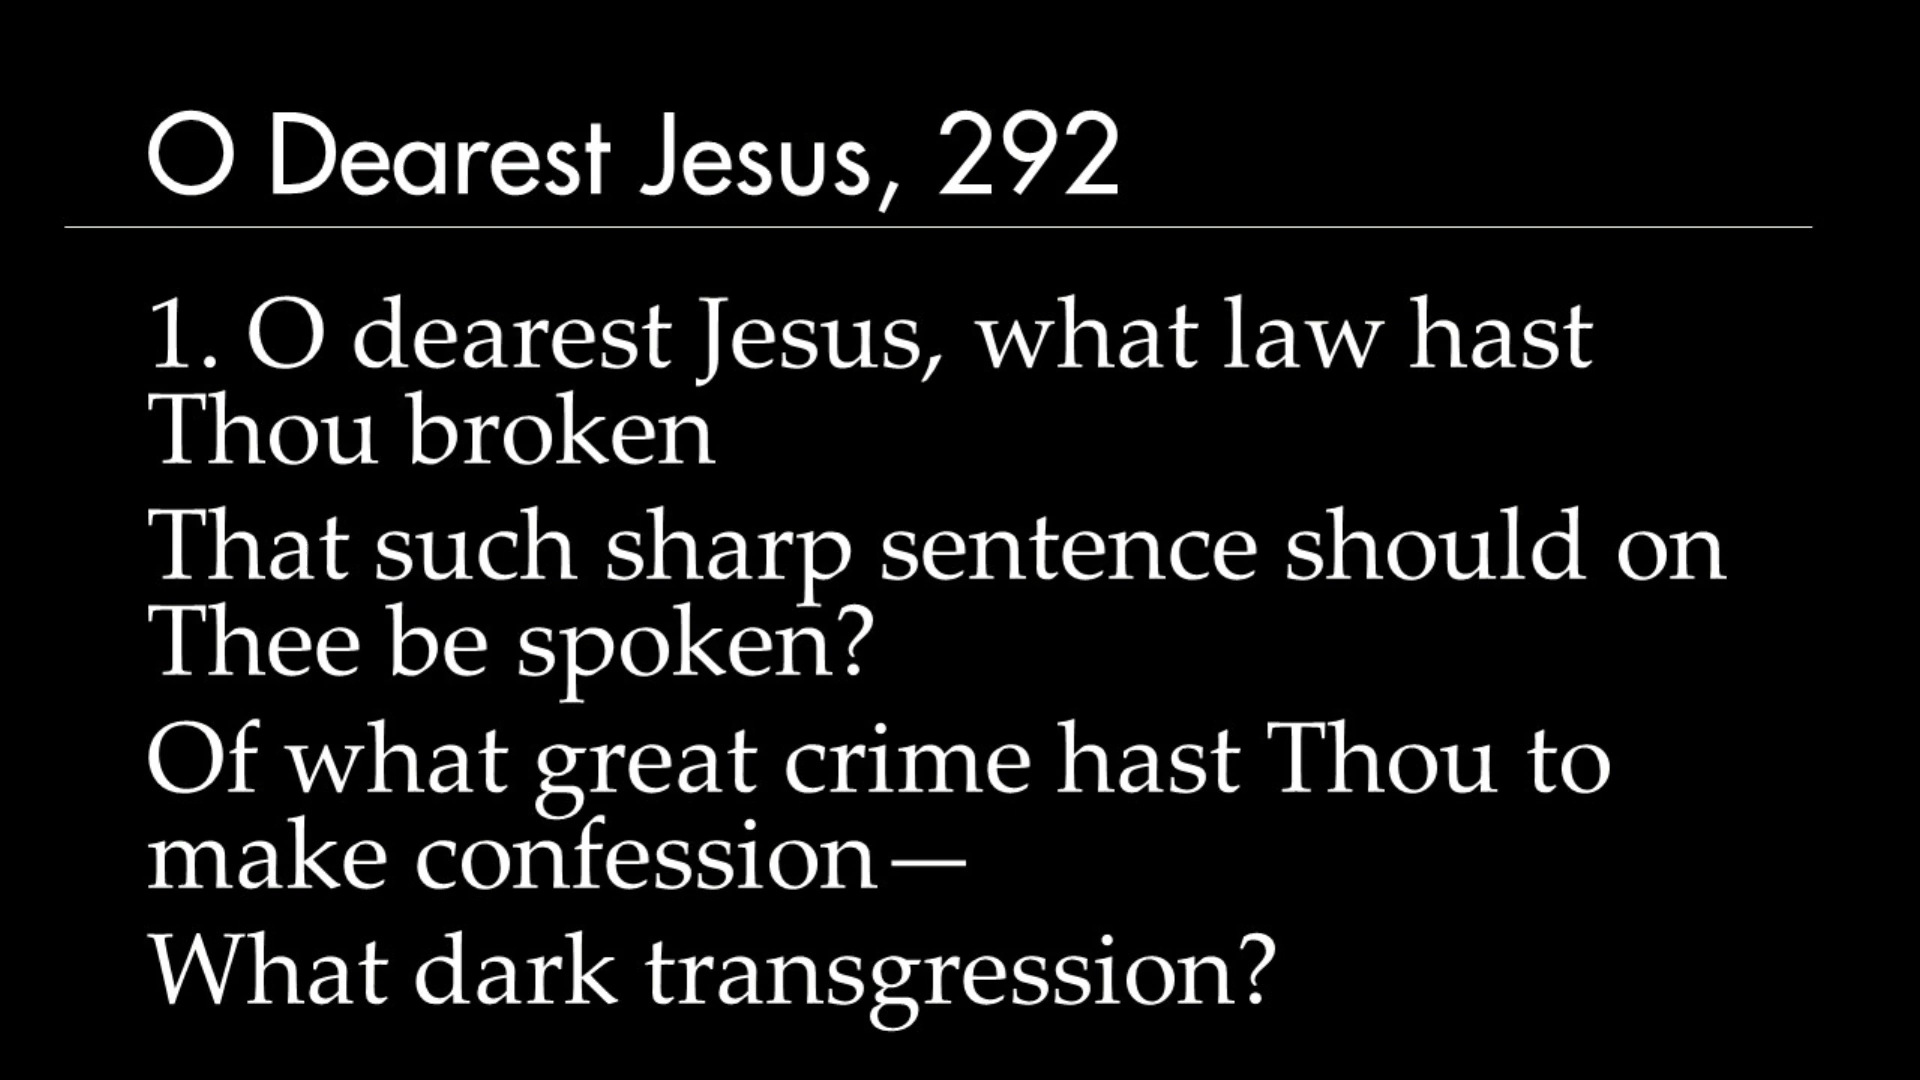 O Dearest Jesus, 292
1. O dearest Jesus, what law hast
Thou broken
That such sharp sentence should on
Thee be spoken?
Of what great crime hast Thou to
make confession—
What dark transgression?